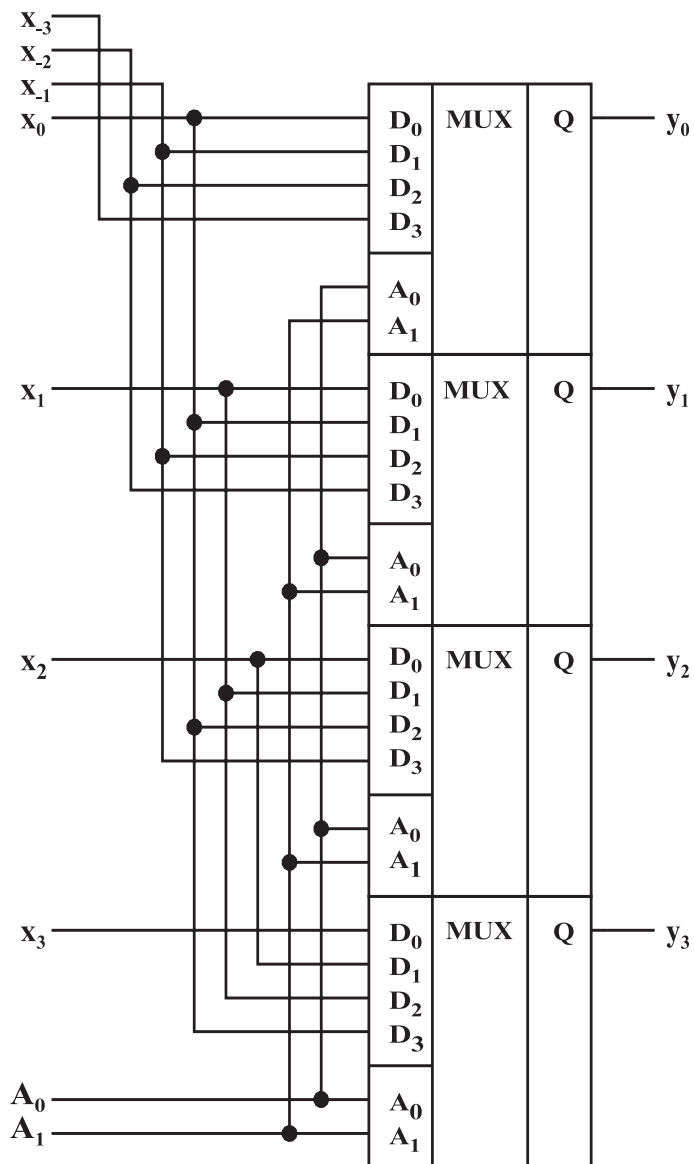 x₋₃
x₋₂
x₋₁
x₀ D₀ MUX Q y₀
D₁
D₂
D₃
A₀
A₁
x₁ D₀ MUX Q y₁
D₁
D₂
D₃
A₀
A₁
x₂ D₀ MUX Q y₂
D₁
D₂
D₃
A₀
A₁
x₃ D₀ MUX Q y₃
D₁
D₂
D₃
A₀ A₀
A₁ A₁